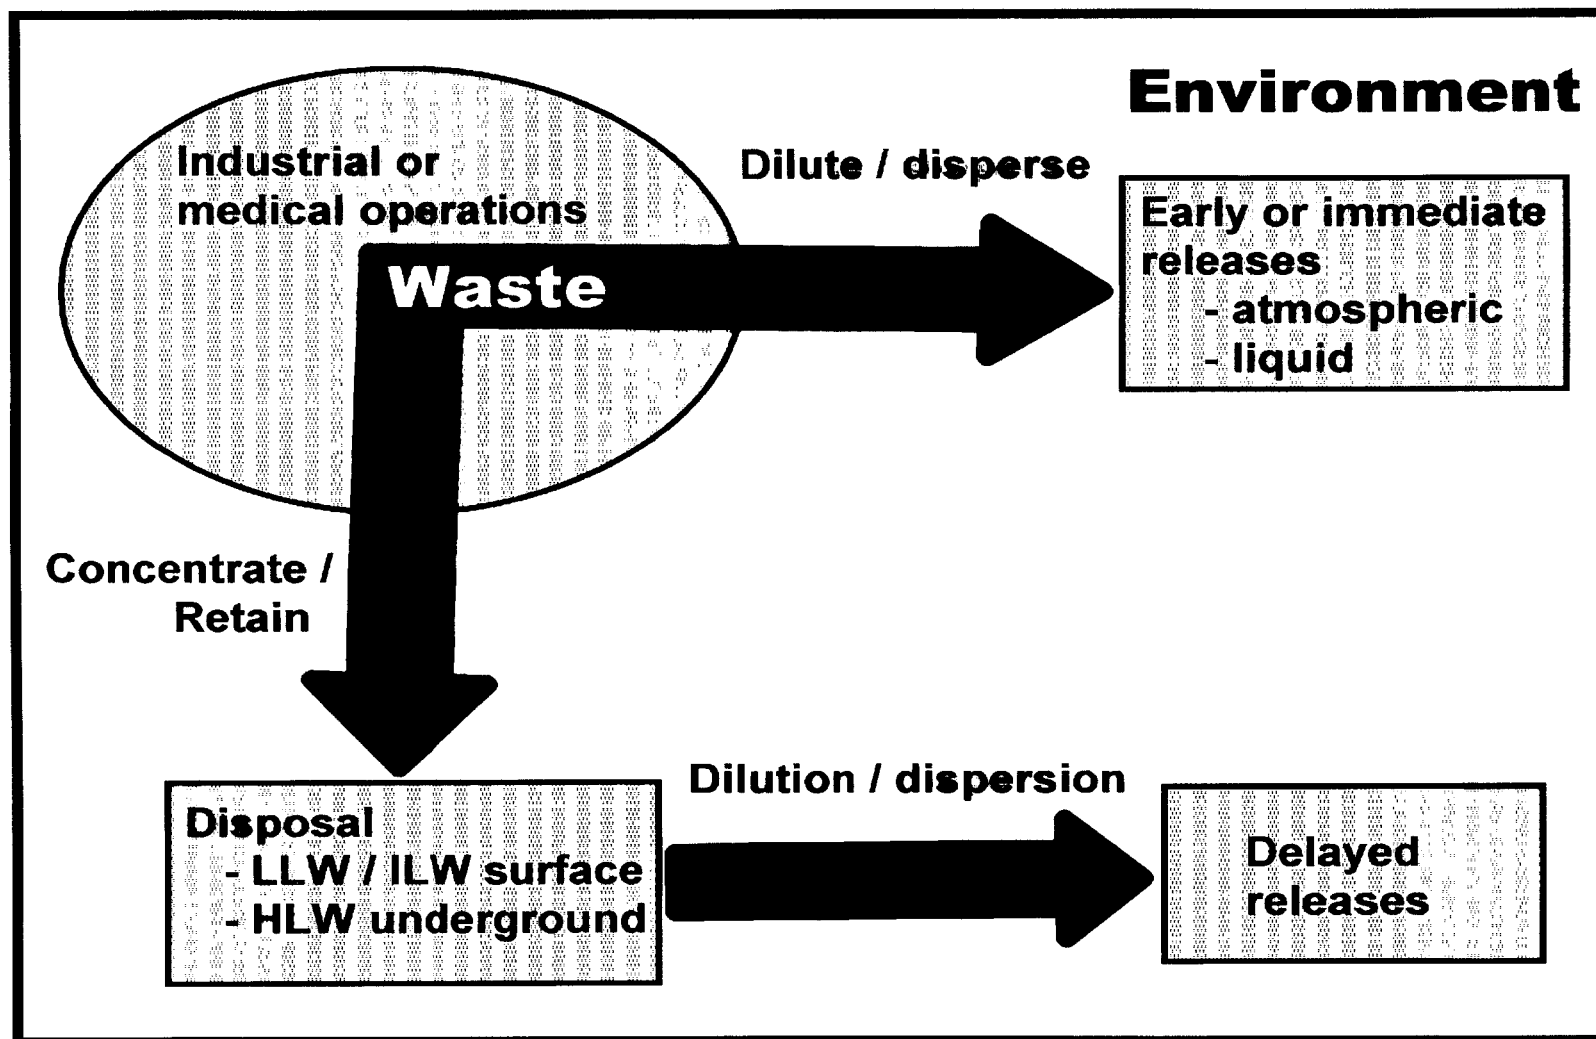 Environment
Industrial or
medical operations
Dilute / disperse
Waste
Early or immediate
releases
- atmospheric
- liquid
Concentrate /
Retain
Disposal
- LLW / ILW surface
- HLW underground
Dilution / dispersion
Delayed
releases